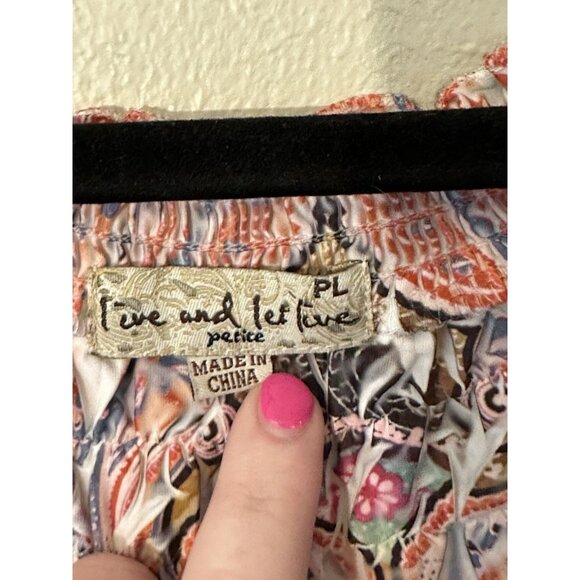 PL
live and let live
petite
MADE IN
CHINA